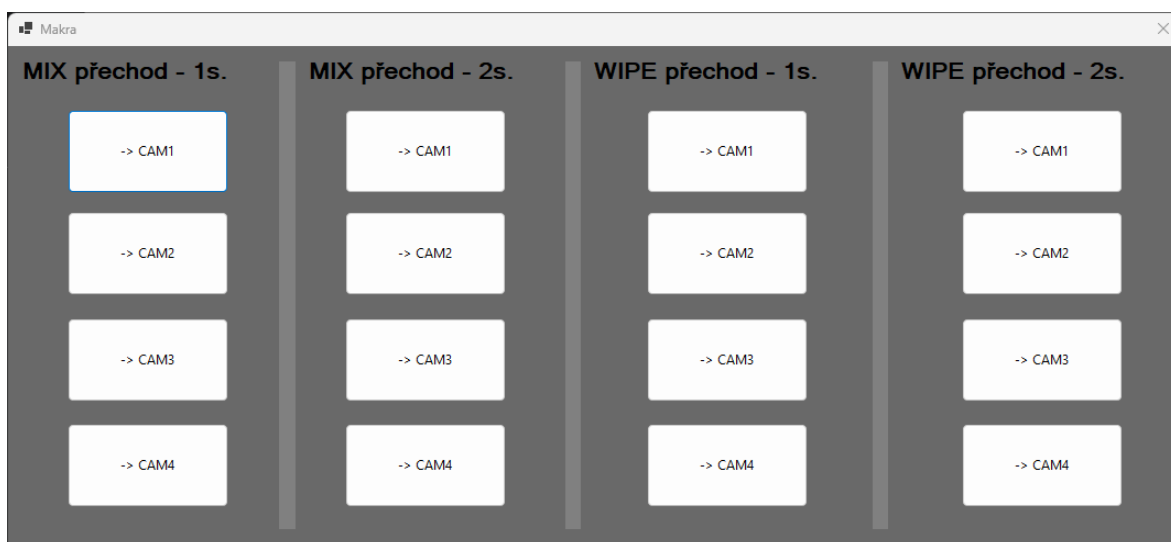 Makra
MIX přechod - 1s.
MIX přechod - 2s.
WIPE přechod - 1s.
WIPE přechod - 2s.
-> CAM1
-> CAM1
-> CAM1
-> CAM1
-> CAM2
-> CAM2
-> CAM2
-> CAM2
-> CAM3
-> CAM3
-> CAM3
-> CAM3
-> CAM4
-> CAM4
-> CAM4
-> CAM4